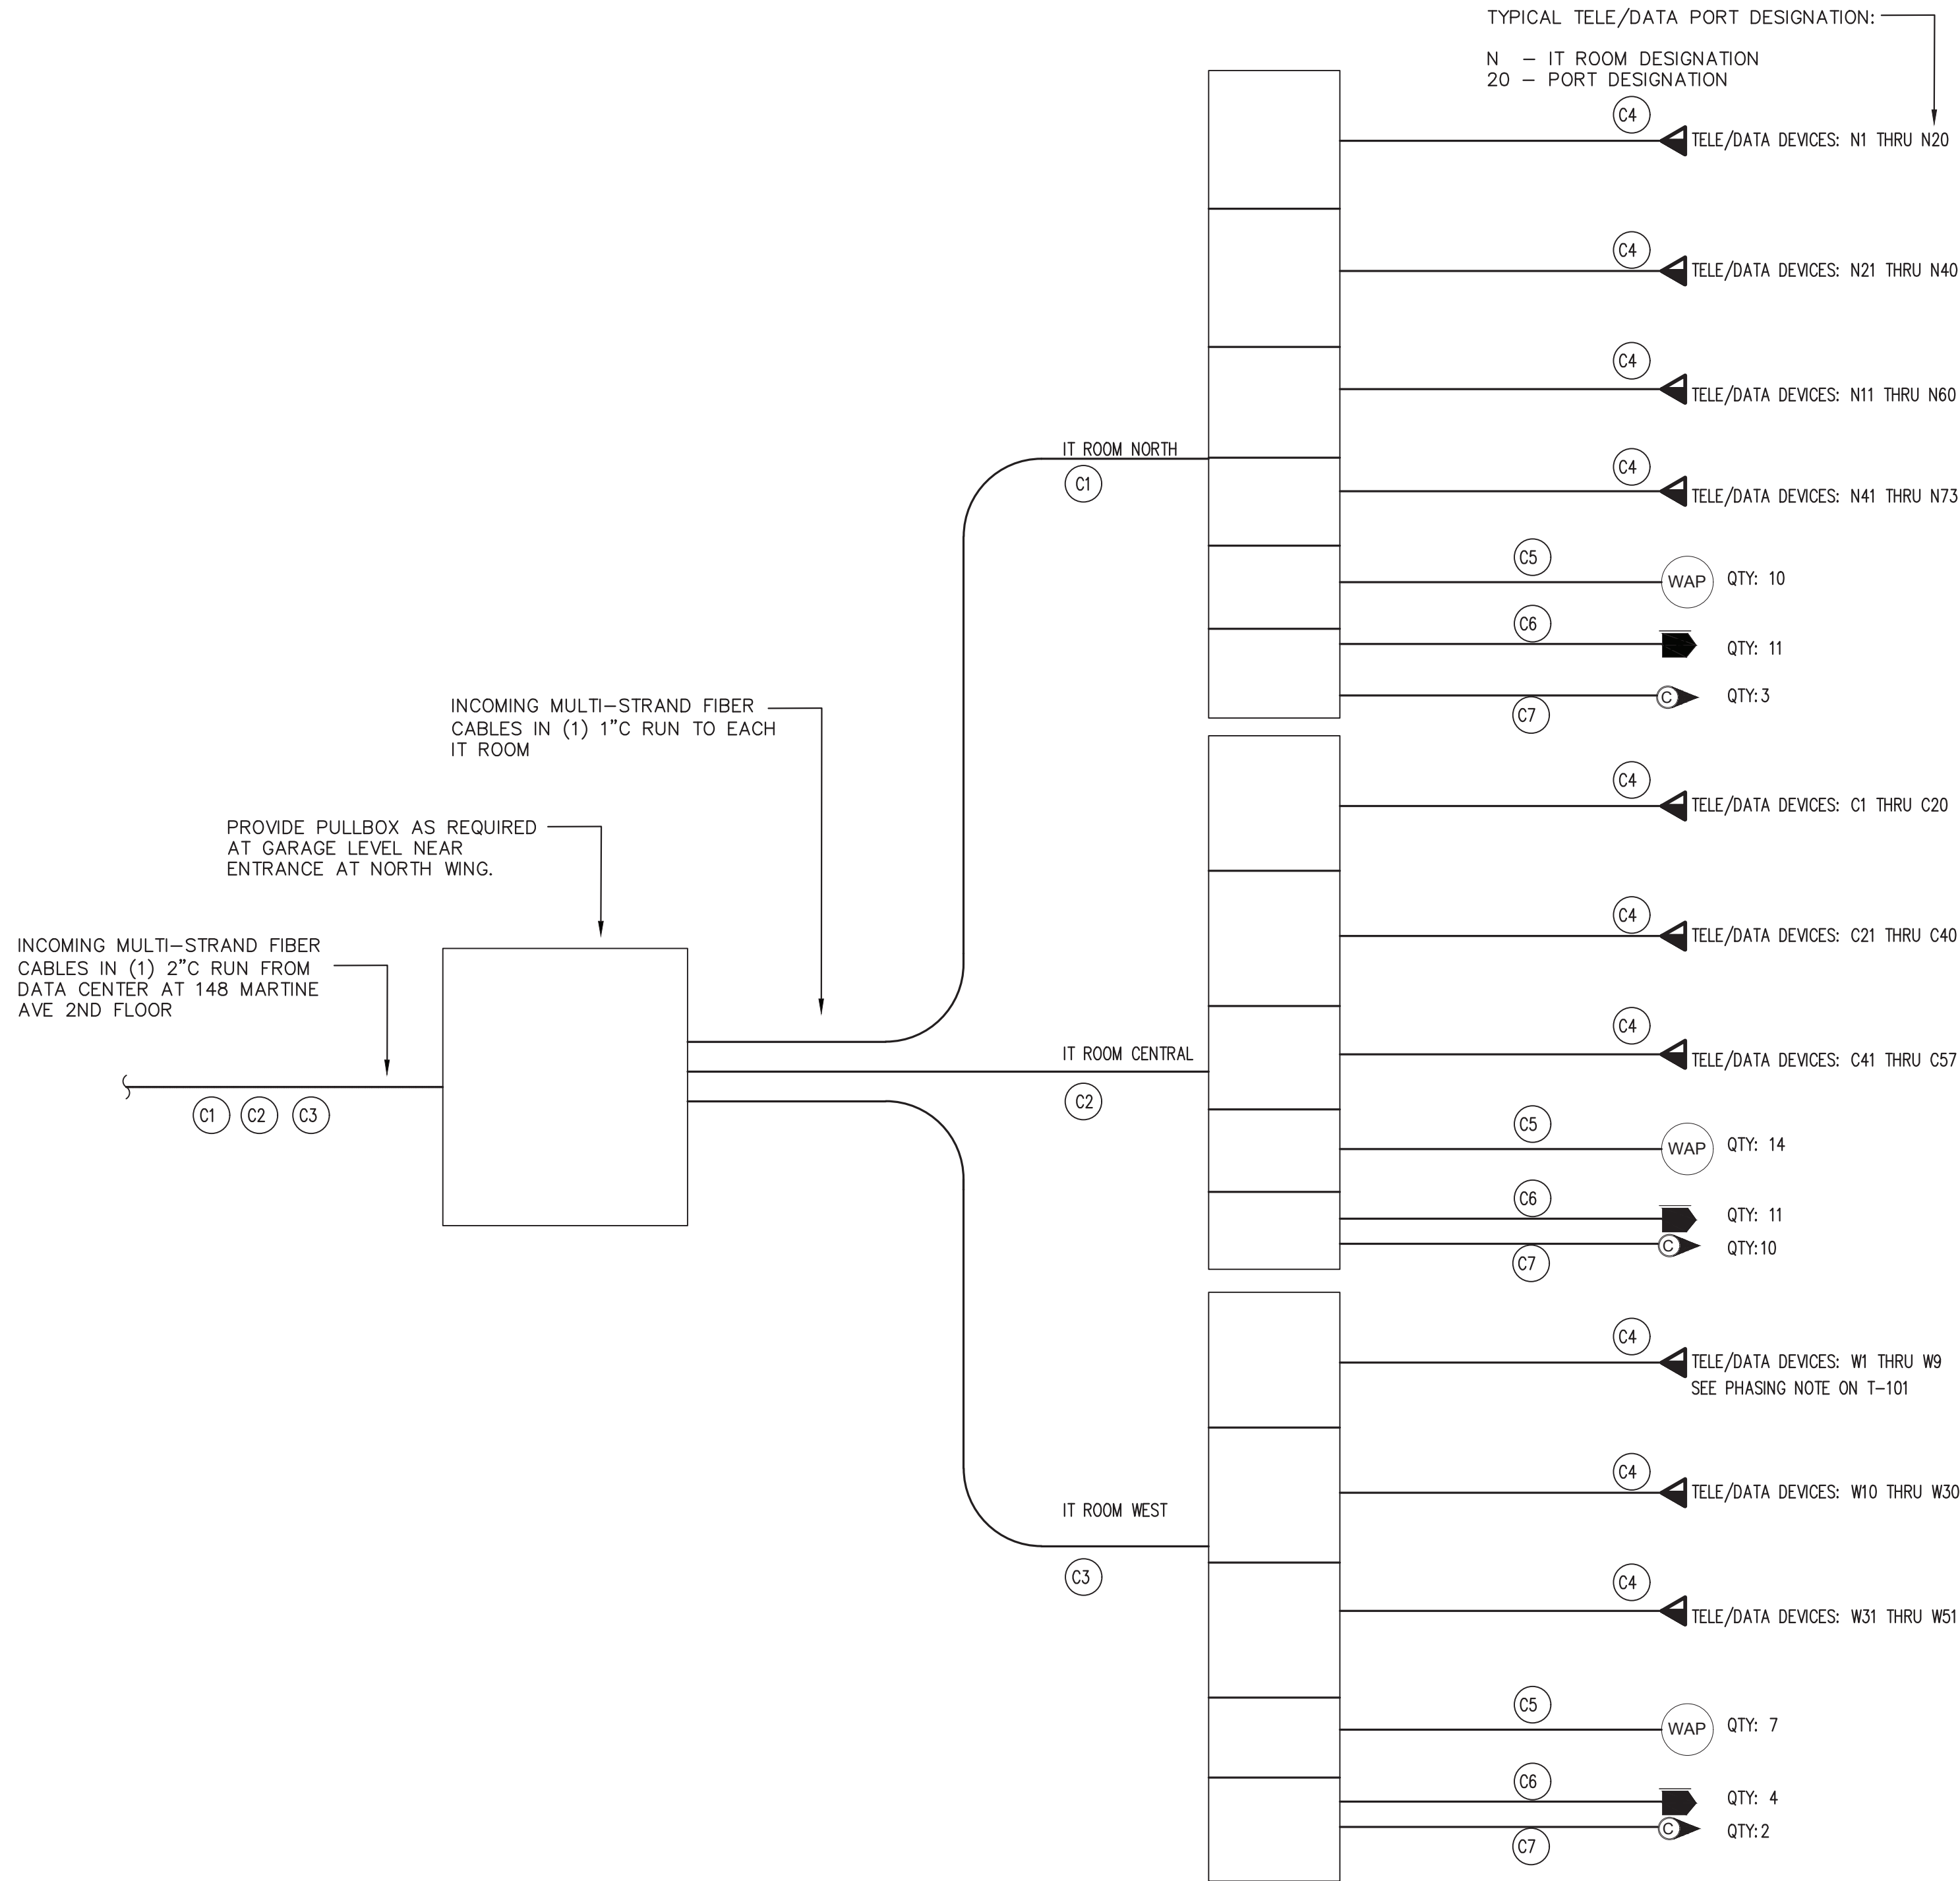 TYPICAL TELE/DATA PORT DESIGNATION:
N – IT ROOM DESIGNATION
20 – PORT DESIGNATION
C4
TELE/DATA DEVICES: N1 THRU N20
C4
TELE/DATA DEVICES: N21 THRU N40
C4
TELE/DATA DEVICES: N11 THRU N60
C4
TELE/DATA DEVICES: N41 THRU N73
IT ROOM NORTH
C1
C5
WAP QTY: 10
C6
QTY: 11
C QTY:3
C7
INCOMING MULTI–STRAND FIBER
CABLES IN (1) 1"C RUN TO EACH
IT ROOM
PROVIDE PULLBOX AS REQUIRED
AT GARAGE LEVEL NEAR
ENTRANCE AT NORTH WING.
INCOMING MULTI–STRAND FIBER
CABLES IN (1) 2"C RUN FROM
DATA CENTER AT 148 MARTINE
AVE 2ND FLOOR
C1 C2 C3
C4
TELE/DATA DEVICES: C1 THRU C20
C4
TELE/DATA DEVICES: C21 THRU C40
C4
TELE/DATA DEVICES: C41 THRU C57
IT ROOM CENTRAL
C2
C5
WAP QTY: 14
C6
QTY: 11
C QTY:10
C7
C4
TELE/DATA DEVICES: W1 THRU W9
SEE PHASING NOTE ON T–101
C4
TELE/DATA DEVICES: W10 THRU W30
IT ROOM WEST
C3
C4
TELE/DATA DEVICES: W31 THRU W51
C5
WAP QTY: 7
C6
QTY: 4
C QTY:2
C7